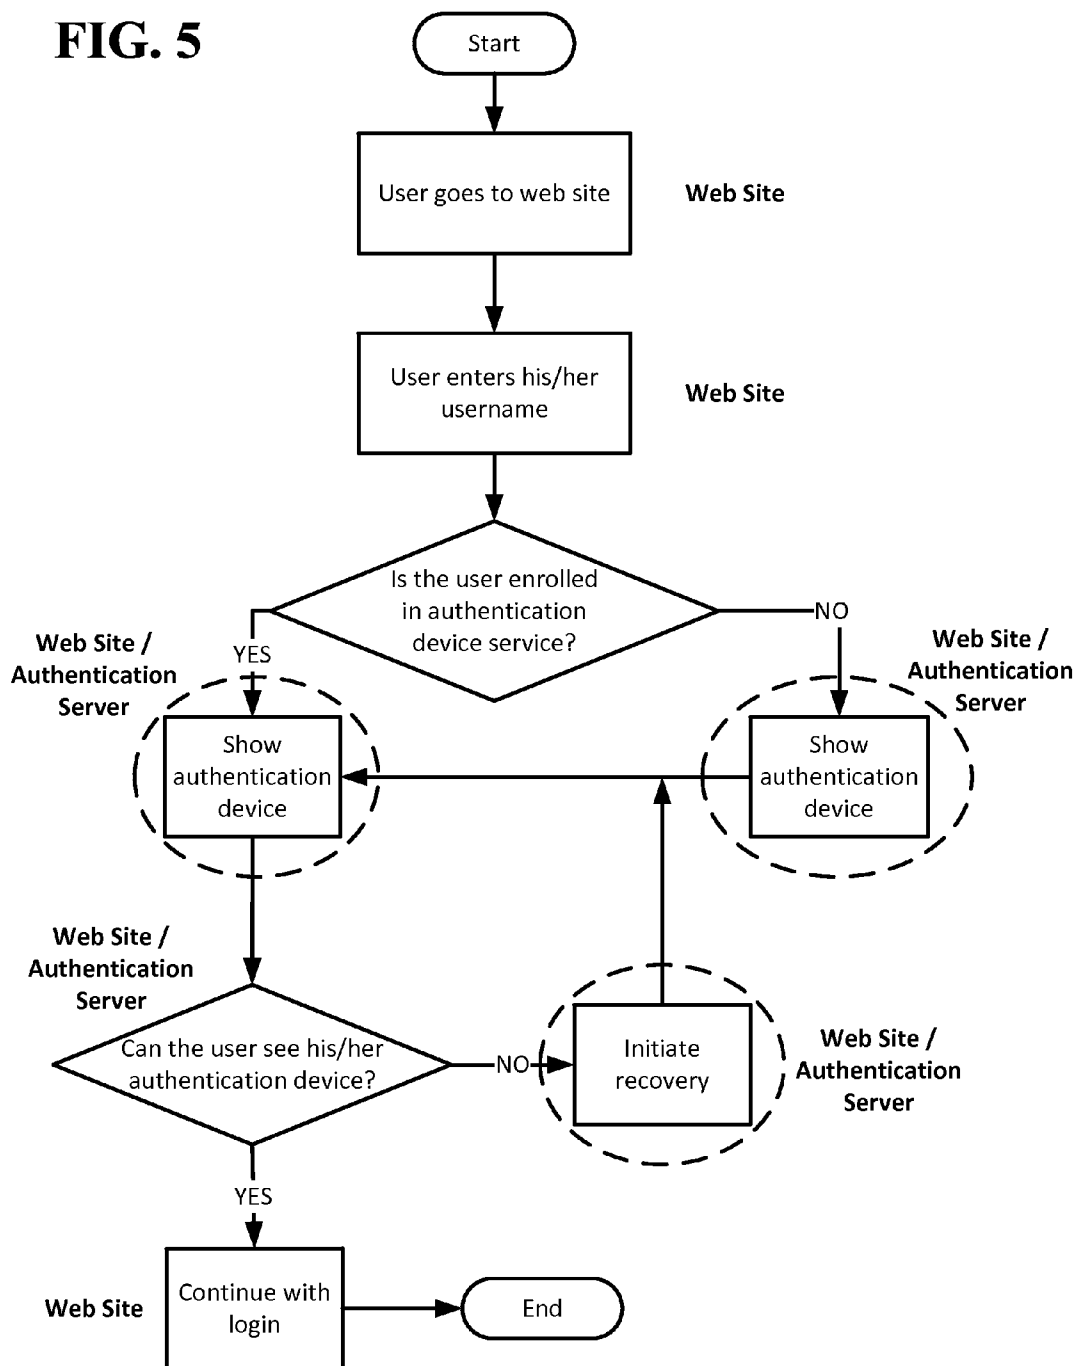 FIG. 5
Start
User goes to web site
Web Site
User enters his/her
username
Web Site
Is the user enrolled
in authentication
device service?
YES
NO
Web Site /
Authentication
Server
Web Site /
Authentication
Server
Show
authentication
device
Show
authentication
device
Web Site /
Authentication
Server
Can the user see his/her
authentication device?
NO
Initiate
recovery
Web Site /
Authentication
Server
YES
Web Site
Continue with
login
End